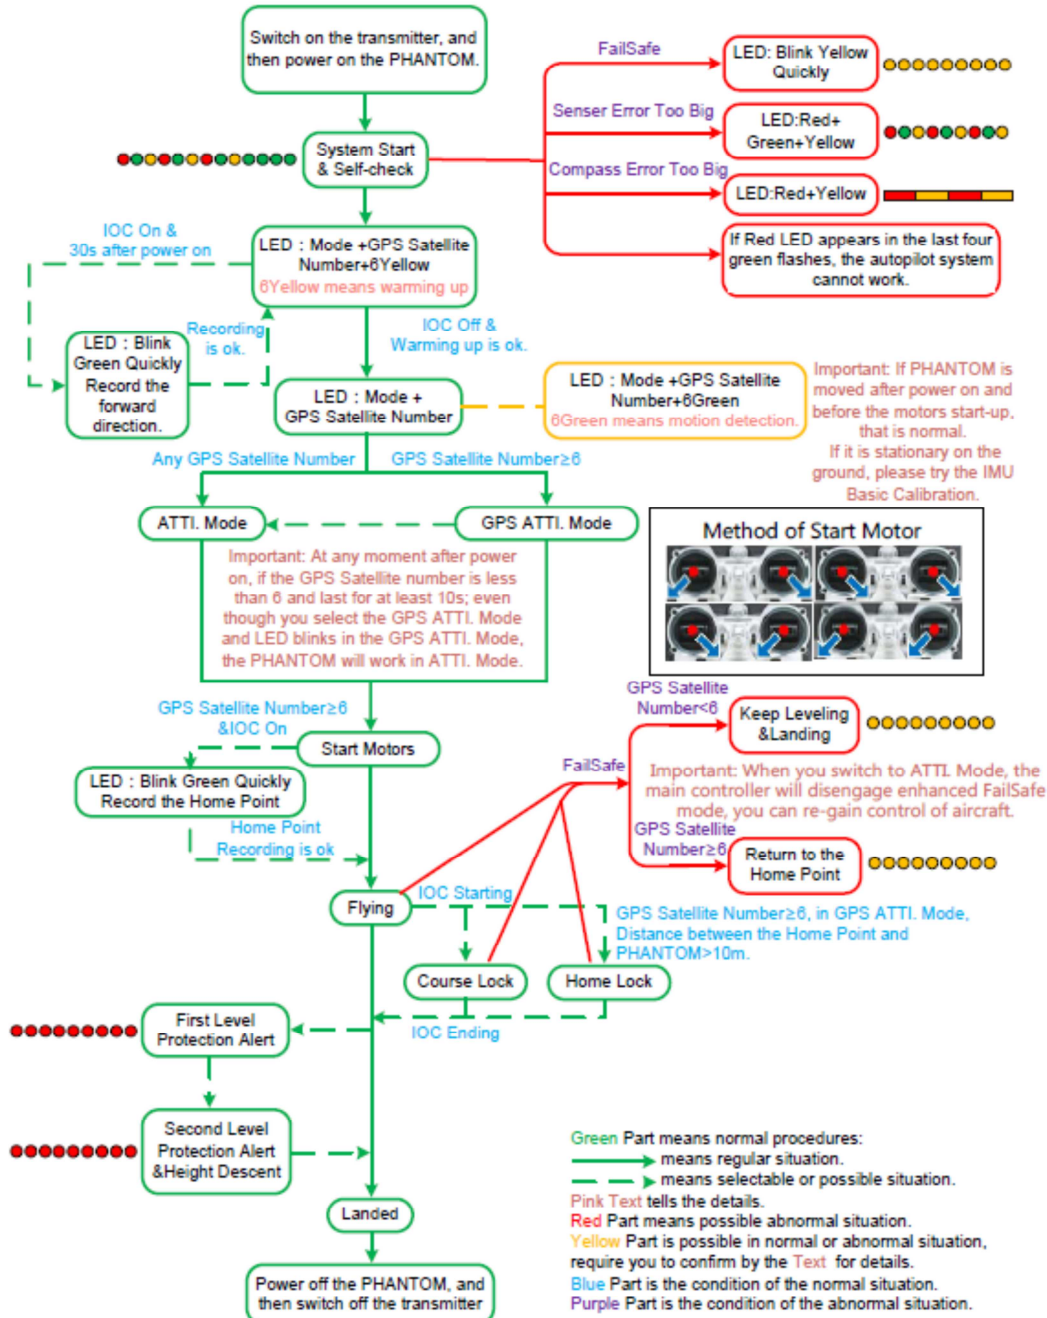 Switch on the transmitter, and
then power on the PHANTOM.
FailSafe
LED: Blink Yellow
Quickly
Senser Error Too Big
LED:Red+
Green+Yellow
System Start
& Self-check
Compass Error Too Big
LED:Red+Yellow
If Red LED appears in the last four
green flashes, the autopilot system
cannot work.
IOC On &
30s after power on
LED : Mode +GPS Satellite
Number+6Yellow
6Yellow means warming up
Recording
is ok.
IOC Off &
Warming up is ok.
LED : Blink
Green Quickly
Record the
forward
direction.
LED : Mode +
GPS Satellite Number
LED : Mode +GPS Satellite
Number+6Green
6Green means motion detection.
Important: If PHANTOM is
moved after power on and
before the motors start-up,
that is normal.
If it is stationary on the
ground, please try the IMU
Basic Calibration.
Any GPS Satellite Number
GPS Satellite Number≥6
ATTI. Mode
GPS ATTI. Mode
Important: At any moment after power
on, if the GPS Satellite number is less
than 6 and last for at least 10s; even
though you select the GPS ATTI. Mode
and LED blinks in the GPS ATTI. Mode,
the PHANTOM will work in ATTI. Mode.
Method of Start Motor
GPS Satellite Number≥6
&IOC On
Start Motors
LED : Blink Green Quickly
Record the Home Point
Home Point
Recording is ok
GPS Satellite
Number<6
Keep Leveling
&Landing
FailSafe
Important: When you switch to ATTI. Mode, the
main controller will disengage enhanced FailSafe
mode, you can re-gain control of aircraft.
GPS Satellite
Number≥6
Return to the
Home Point
Flying
IOC Starting
GPS Satellite Number≥6, in GPS ATTI. Mode,
Distance between the Home Point and
PHANTOM>10m.
Course Lock
Home Lock
IOC Ending
First Level
Protection Alert
Second Level
Protection Alert
&Height Descent
Landed
Power off the PHANTOM, and
then switch off the transmitter
Green Part means normal procedures:
means regular situation.
means selectable or possible situation.
Pink Text tells the details.
Red Part means possible abnormal situation.
Yellow Part is possible in normal or abnormal situation,
require you to confirm by the Text for details.
Blue Part is the condition of the normal situation.
Purple Part is the condition of the abnormal situation.